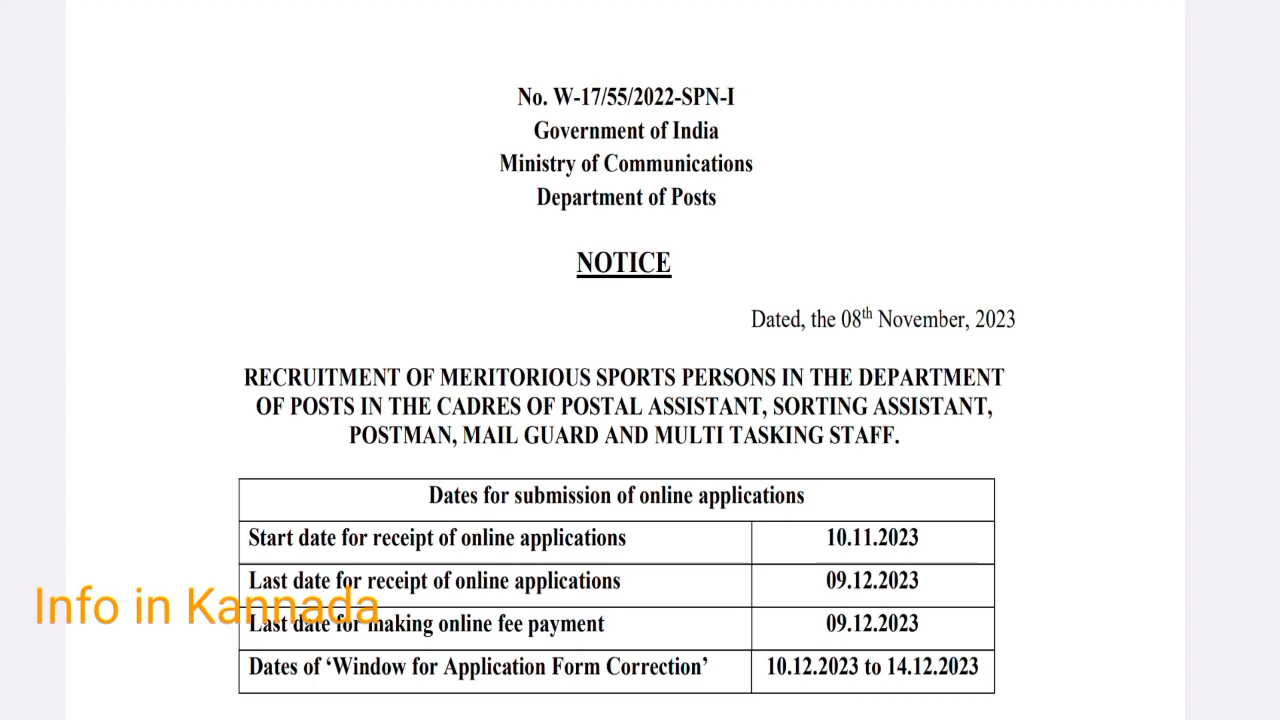 No. W-17/55/2022-SPN-I
Government of India
Ministry of Communications
Department of Posts
NOTICE
Dated, the 08th November, 2023
RECRUITMENT OF MERITORIOUS SPORTS PERSONS IN THE DEPARTMENT
OF POSTS IN THE CADRES OF POSTAL ASSISTANT, SORTING ASSISTANT,
POSTMAN, MAIL GUARD AND MULTI TASKING STAFF.
Dates for submission of online applications
Start date for receipt of online applications 10.11.2023
Last date for receipt of online applications 09.12.2023
Info in Kannada
Last date for making online fee payment 09.12.2023
Dates of ‘Window for Application Form Correction’ 10.12.2023 to 14.12.2023